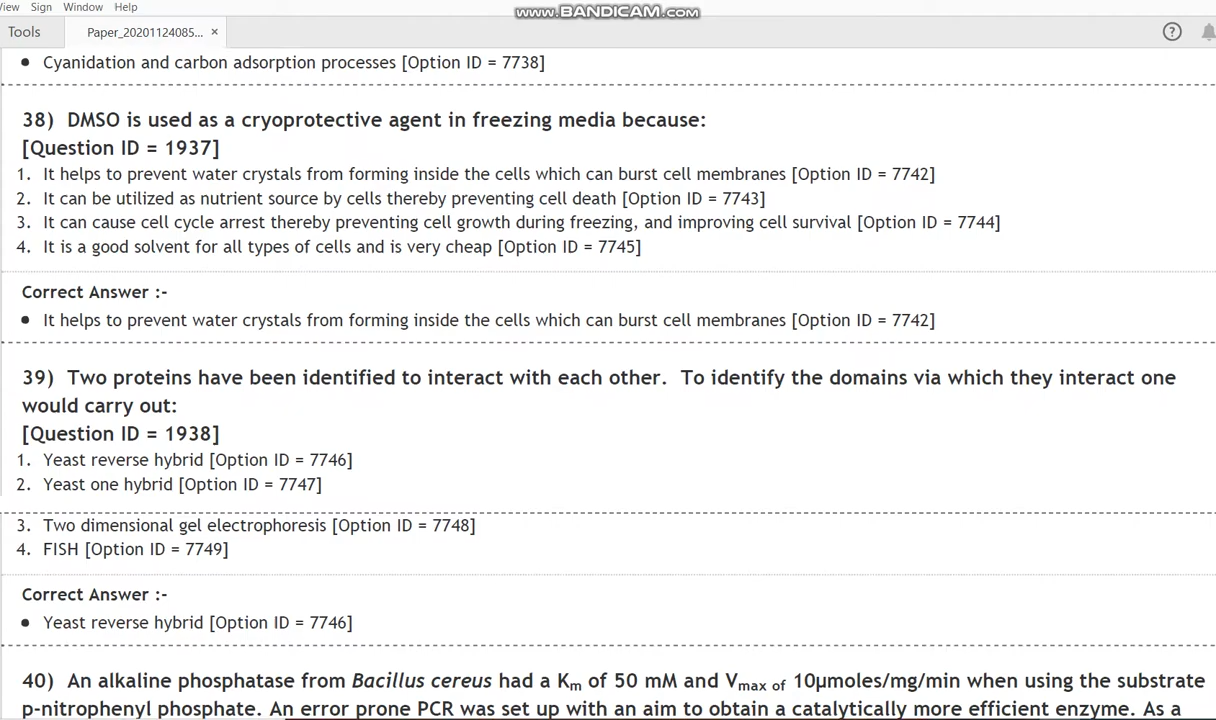 View Sign Window Help
www.BANDICAM.com
Tools Paper_20201124085... ×
• Cyanidation and carbon adsorption processes [Option ID = 7738]
38) DMSO is used as a cryoprotective agent in freezing media because:
[Question ID = 1937]
1. It helps to prevent water crystals from forming inside the cells which can burst cell membranes [Option ID = 7742]
2. It can be utilized as nutrient source by cells thereby preventing cell death [Option ID = 7743]
3. It can cause cell cycle arrest thereby preventing cell growth during freezing, and improving cell survival [Option ID = 7744]
4. It is a good solvent for all types of cells and is very cheap [Option ID = 7745]
Correct Answer :-
• It helps to prevent water crystals from forming inside the cells which can burst cell membranes [Option ID = 7742]
39) Two proteins have been identified to interact with each other. To identify the domains via which they interact one
would carry out:
[Question ID = 1938]
1. Yeast reverse hybrid [Option ID = 7746]
2. Yeast one hybrid [Option ID = 7747]
3. Two dimensional gel electrophoresis [Option ID = 7748]
4. FISH [Option ID = 7749]
Correct Answer :-
• Yeast reverse hybrid [Option ID = 7746]
40) An alkaline phosphatase from Bacillus cereus had a Km of 50 mM and Vmax of 10µmoles/mg/min when using the substrate
p-nitrophenyl phosphate. An error prone PCR was set up with an aim to obtain a catalytically more efficient enzyme. As a